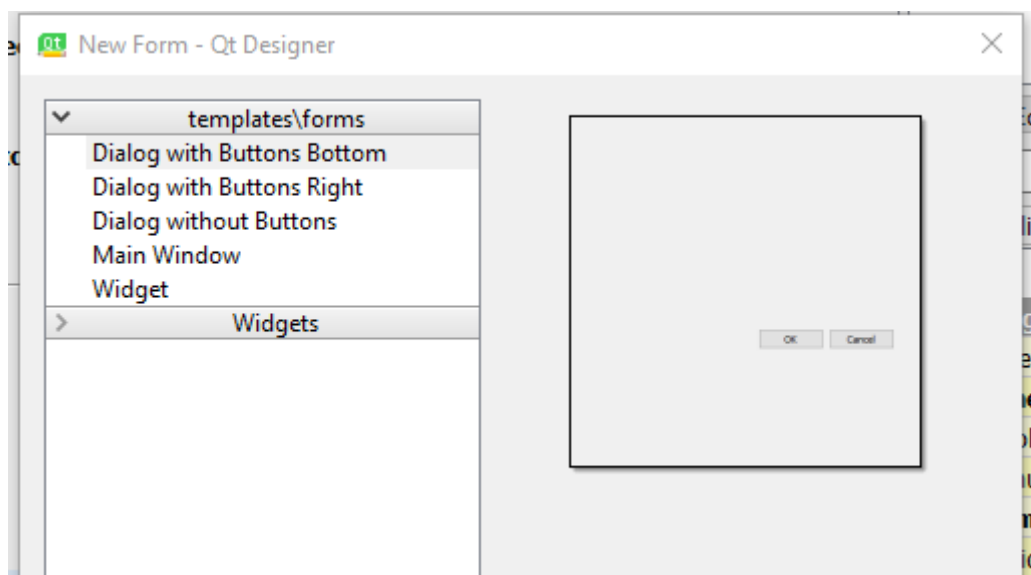 New Form - Qt Designer
templates\forms
Dialog with Buttons Bottom
Dialog with Buttons Right
Dialog without Buttons
Main Window
Widget
Widgets
OK Cancel